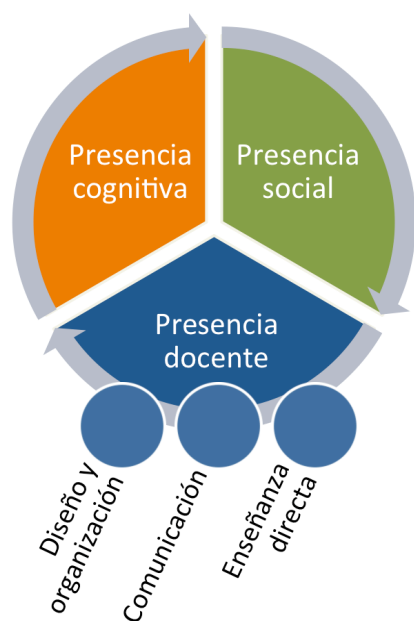 Presencia
cognitiva
Presencia
social
Presencia
docente
Diseño y
organización
Comunicación
Enseñanza
directa